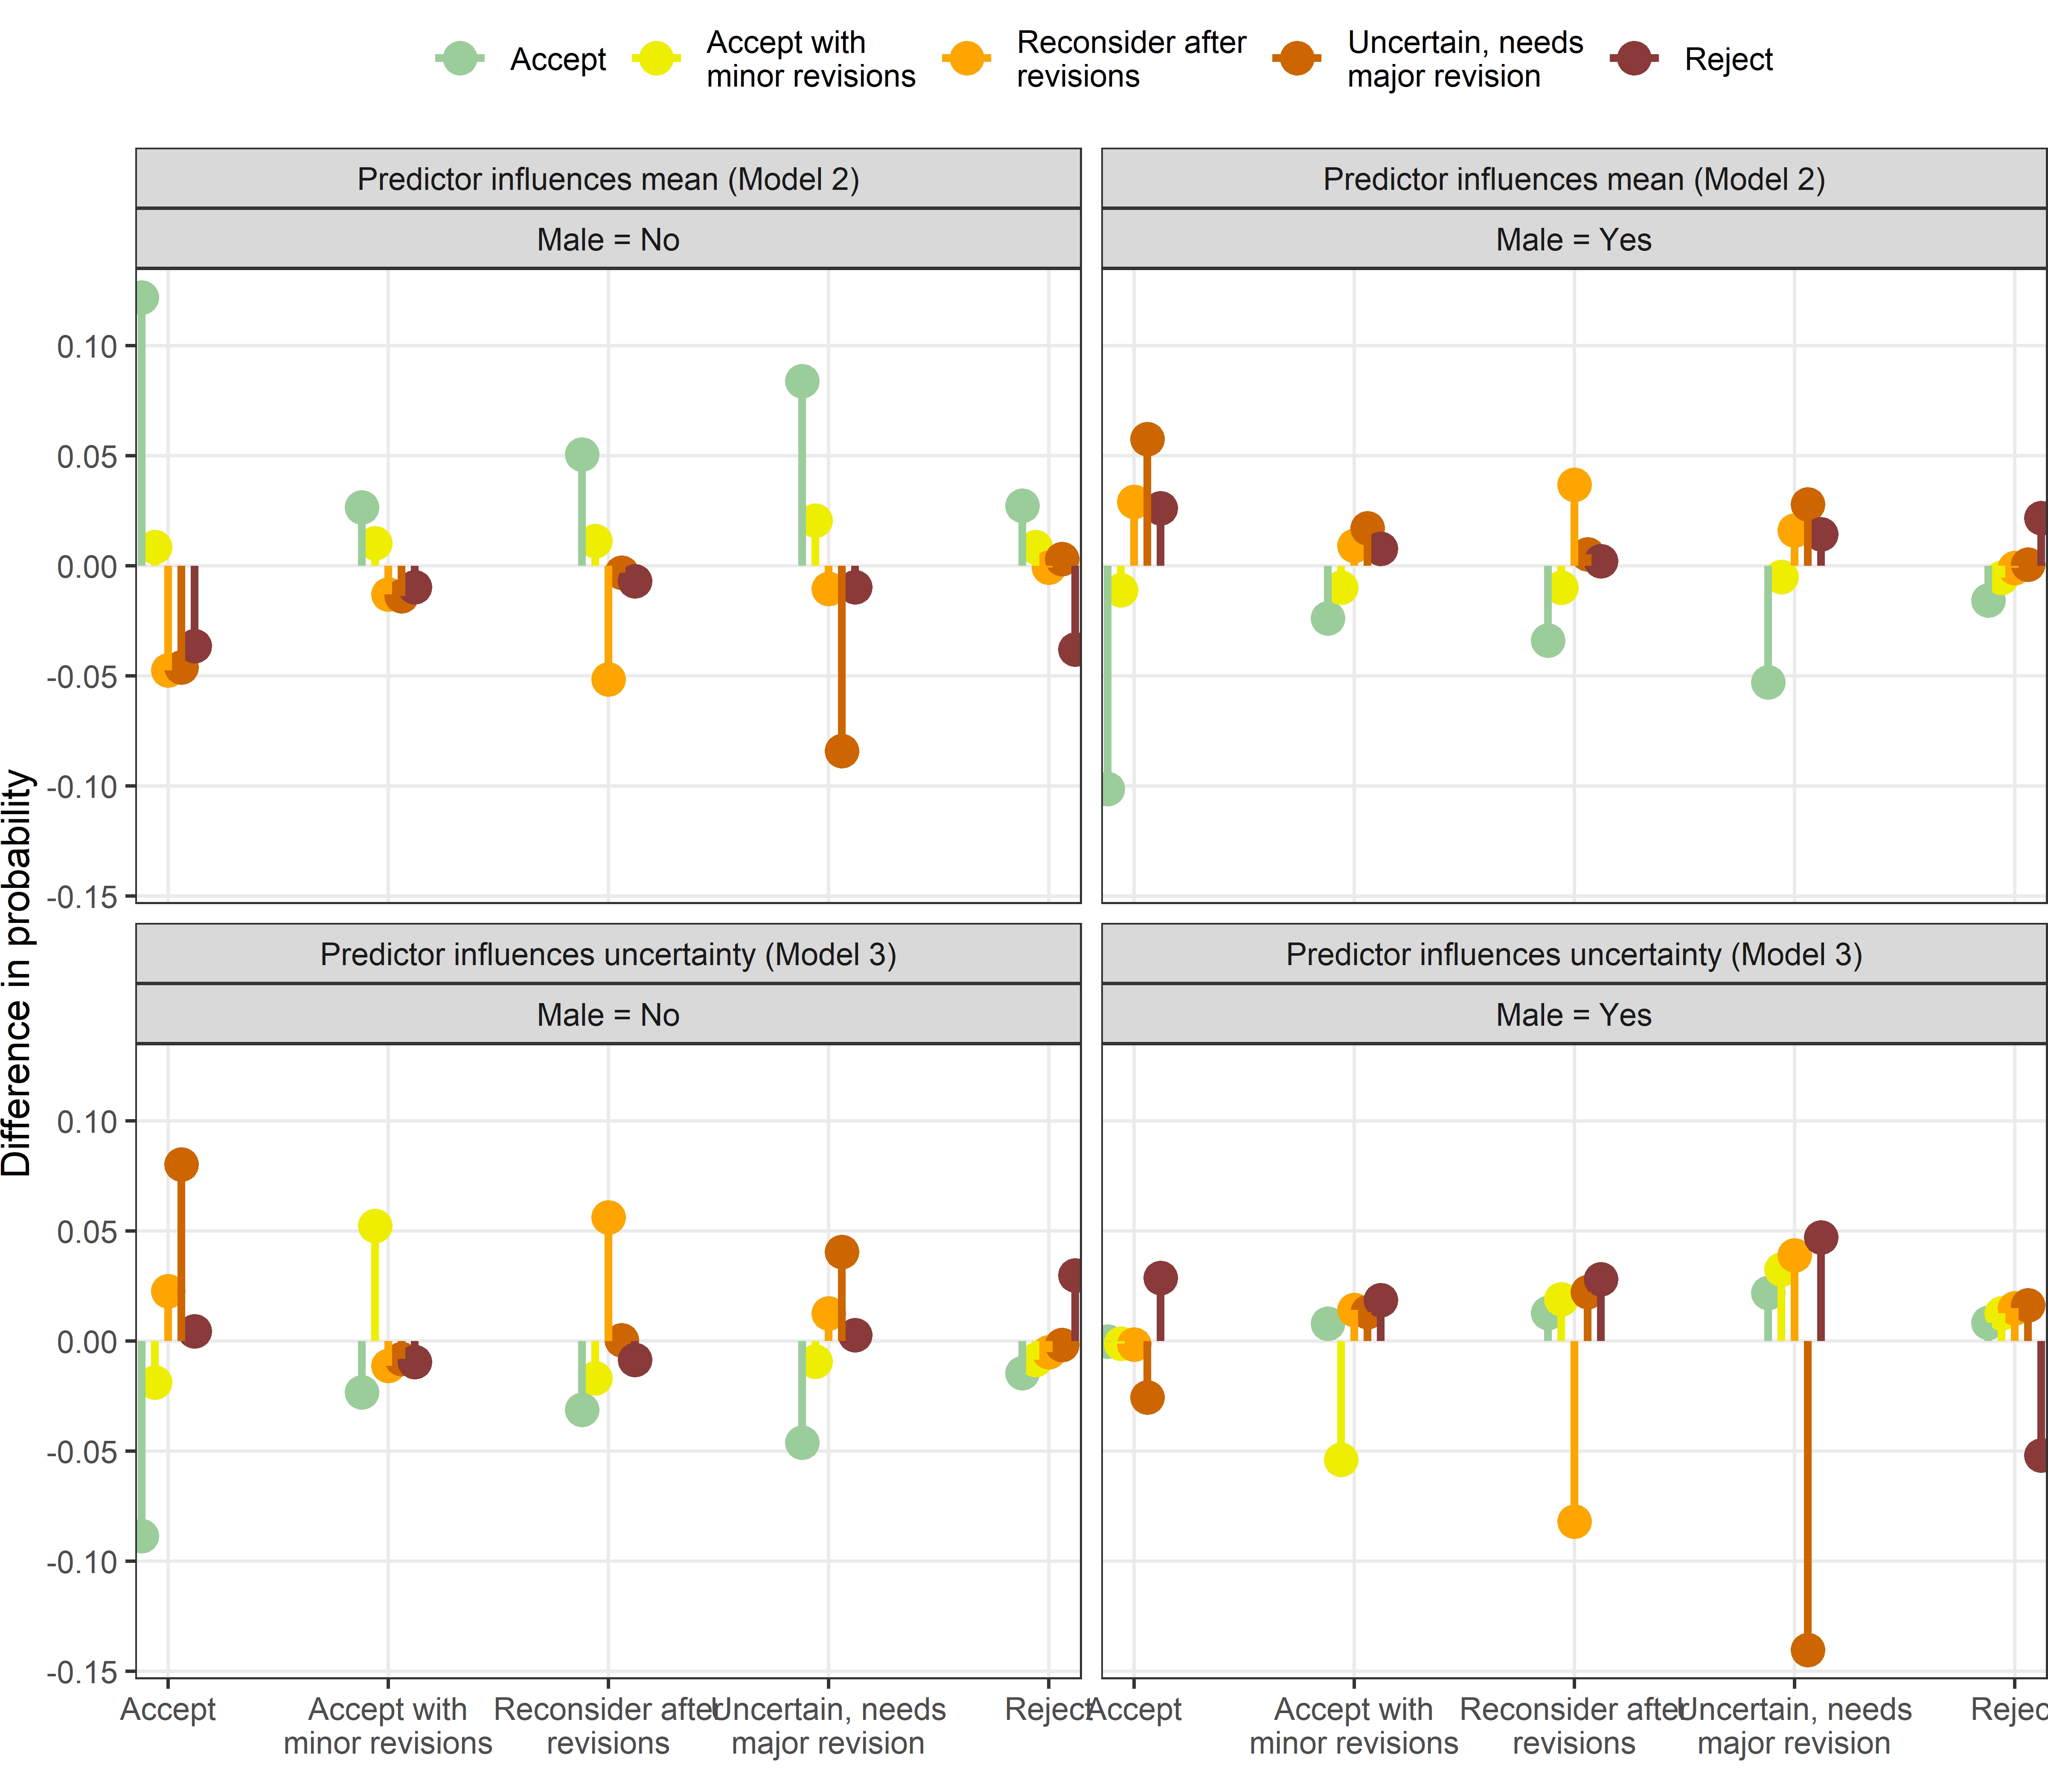 Accept
Accept with
minor revisions
Reconsider after
revisions
Uncertain, needs
major revision
Reject
Predictor influences mean (Model 2)
Male = No
Predictor influences mean (Model 2)
Male = Yes
0.10
0.05
0.00
-0.05
-0.10
-0.15
Difference in probability
Predictor influences uncertainty (Model 3)
Male = No
Predictor influences uncertainty (Model 3)
Male = Yes
0.10
0.05
0.00
-0.05
-0.10
-0.15
Accept
Accept with
minor revisions
Reconsider after
revisions
Uncertain, needs
major revision
Reject
Accept
Accept with
minor revisions
Reconsider after
revisions
Uncertain, needs
major revision
Rejec